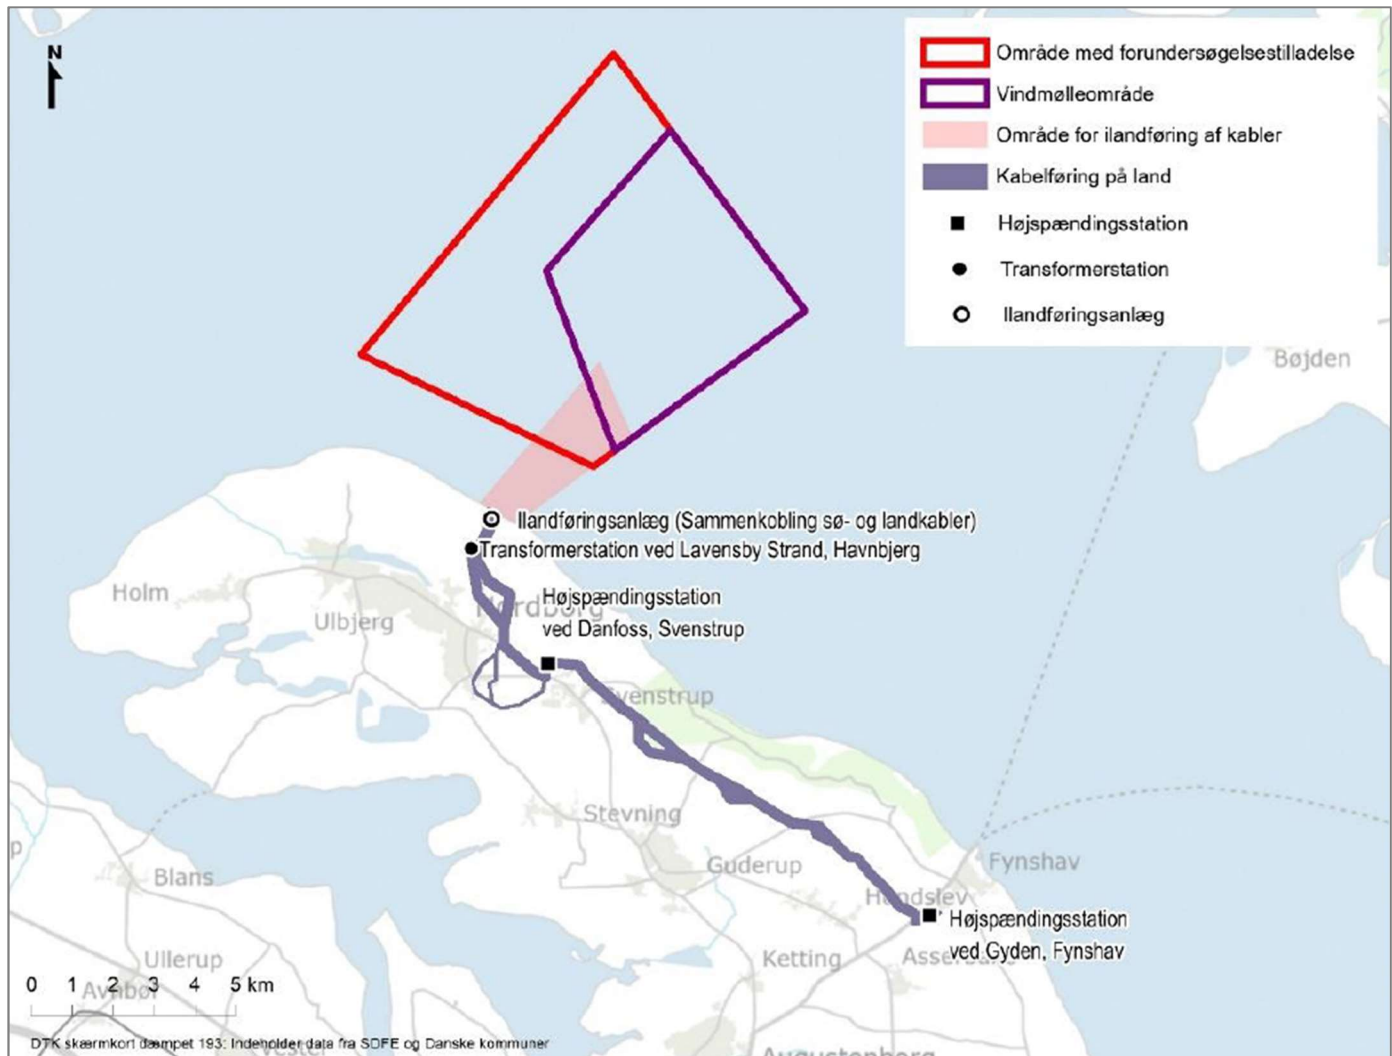 N
Område med forundersøgelsestilladelse
Vindmølleområde
Område for ilandføring af kabler
Kabelføring på land
Højspændingsstation
Transformerstation
Ilandføringsanlæg
Bøjden
Ilandføringsanlæg (Sammenkobling sø- og landkabler)
Transformerstation ved Lavensby Strand, Havnbjerg
Holm
Højspændingsstation
ved Danfoss, Svenstrup
Nordborg
Ulbjerg
Svenstrup
Stevning
Guderup
Fynshav
Blans
Højspændingsstation
ved Gyden, Fynshav
Ullerup
Ketting
0 1 2 3 4 5 km
DTK skærmkort dæmpet 193; Indeholder data fra SDFE og Danske kommuner